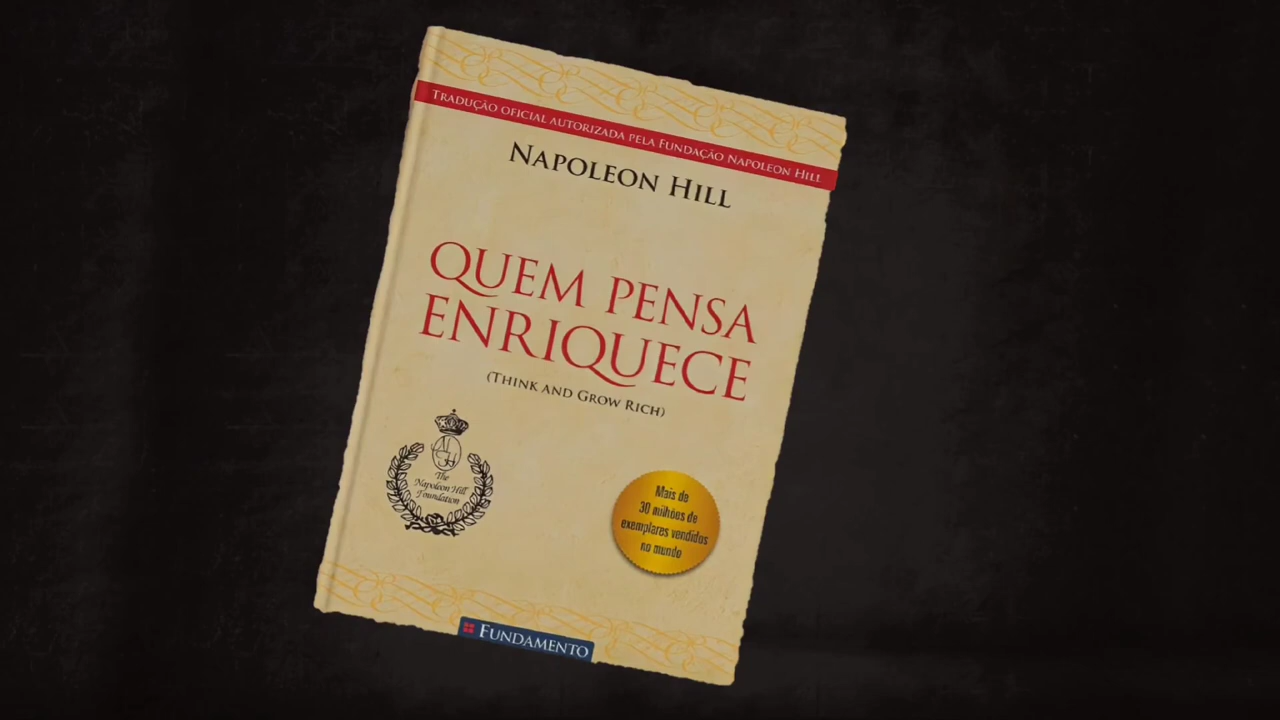 TRADUÇÃO OFICIAL AUTORIZADA PELA FUNDAÇÃO NAPOLEON HILL
NAPOLEON HILL
QUEM PENSA
ENRIQUECE
(THINK AND GROW RICH)
NH
The
Napoleon Hill
Foundation
Mais de
30 milhões de
exemplares vendidos
no mundo
FUNDAMENTO